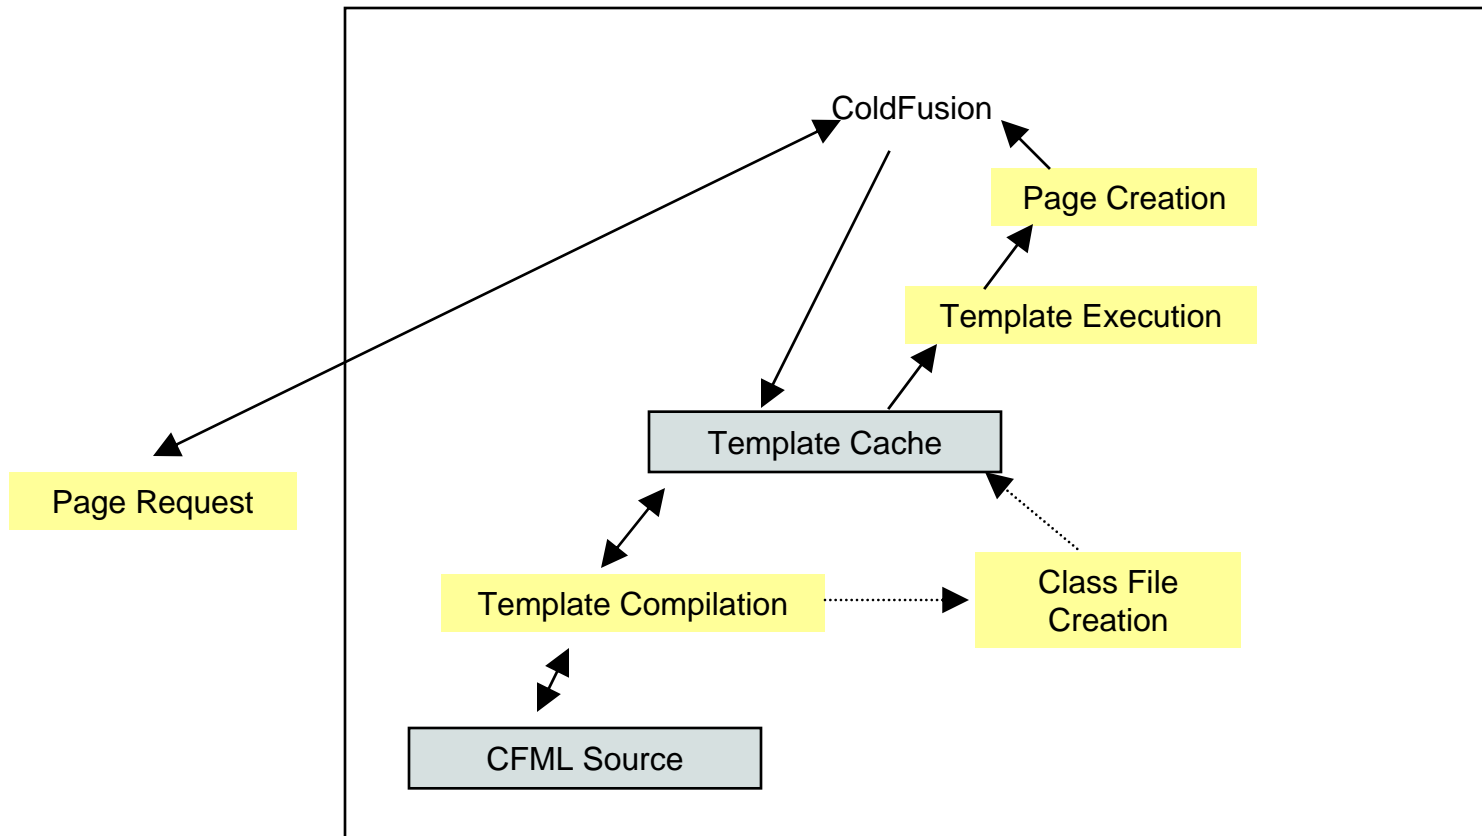 ColdFusion
Page Creation
Template Execution
Template Cache
Page Request
Class File
Creation
Template Compilation
CFML Source